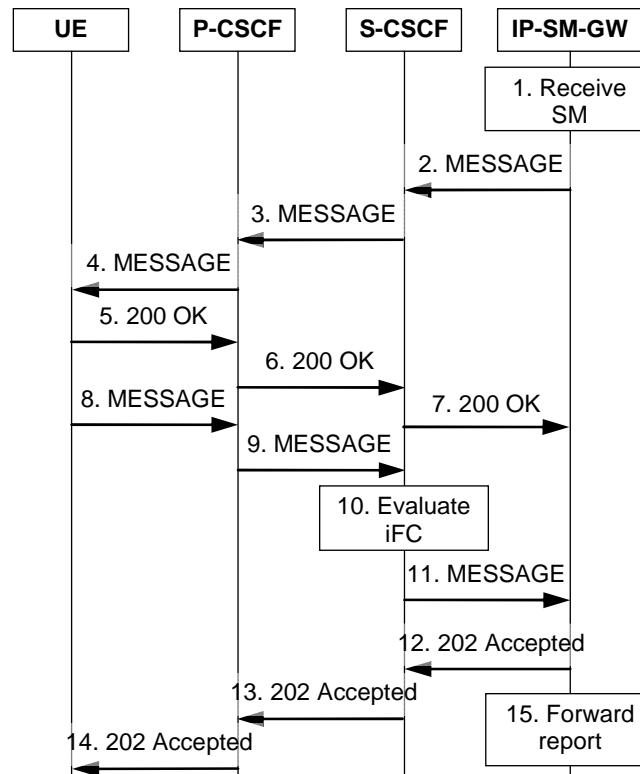 UE P-CSCF S-CSCF IP-SM-GW
1. Receive
SM
2. MESSAGE
3. MESSAGE
4. MESSAGE
5. 200 OK
6. 200 OK
8. MESSAGE
7. 200 OK
9. MESSAGE
10. Evaluate
iFC
11. MESSAGE
12. 202 Accepted
13. 202 Accepted
15. Forward
report
14. 202 Accepted